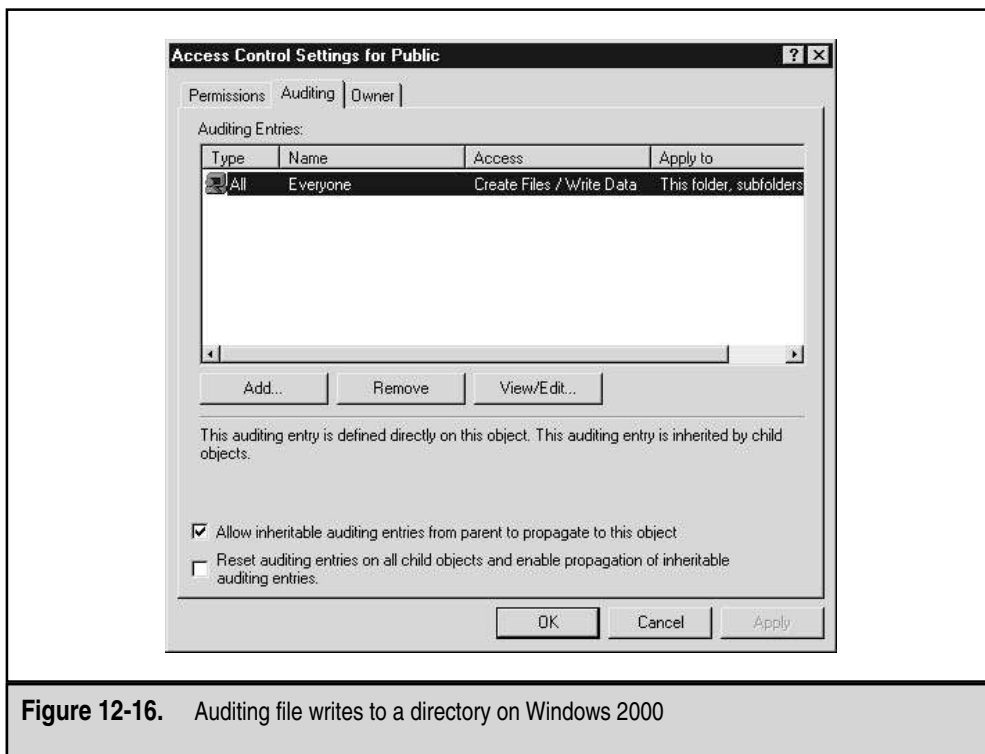 Access Control Settings for Public
Permissions Auditing Owner
Auditing Entries:
Type Name Access Apply to
All Everyone Create Files / Write Data This folder, subfolders
Add... Remove View/Edit...
This auditing entry is defined directly on this object. This auditing entry is inherited by child
objects.
Allow inheritable auditing entries from parent to propagate to this object
Reset auditing entries on all child objects and enable propagation of inheritable
auditing entries.
OK Cancel Apply
Figure 12-16. Auditing file writes to a directory on Windows 2000